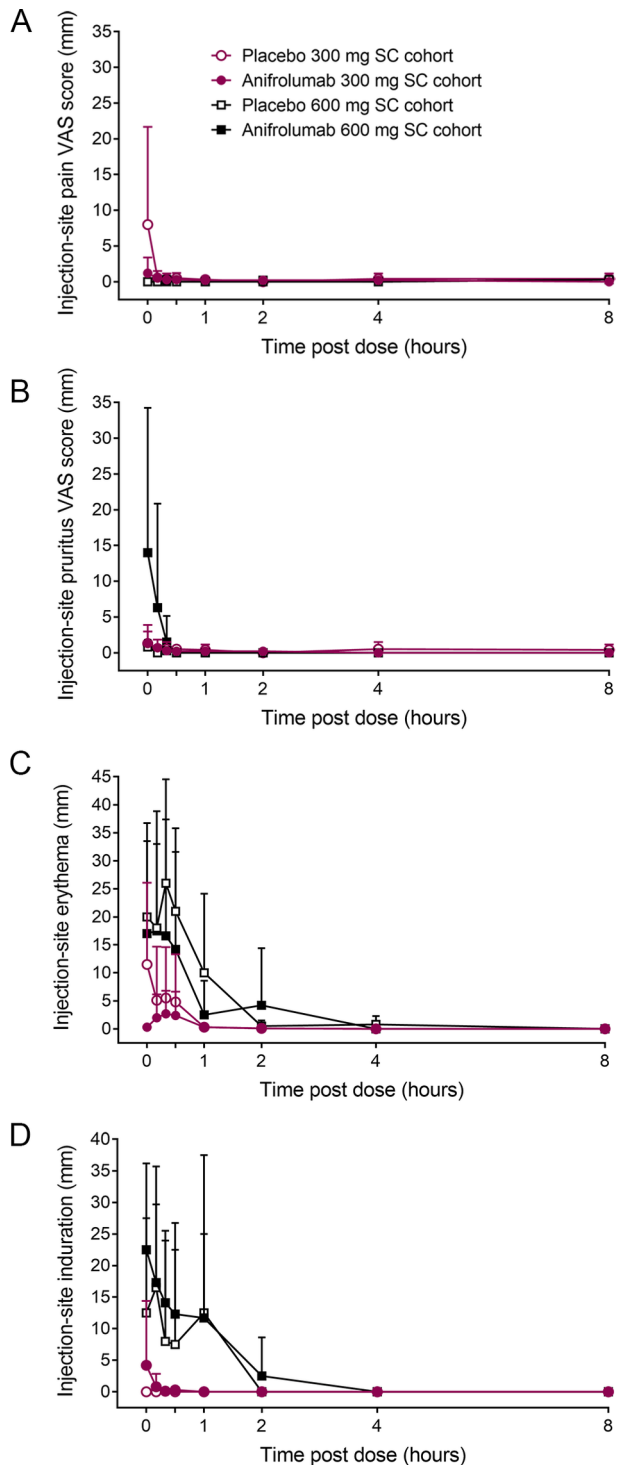 A
Injection-site pain VAS score (mm)
35
30
25
20
15
10
5
0
Placebo 300 mg SC cohort
Anifrolumab 300 mg SC cohort
Placebo 600 mg SC cohort
Anifrolumab 600 mg SC cohort
0 1 2 4 8
Time post dose (hours)
B
Injection-site pruritus VAS score (mm)
35
30
25
20
15
10
5
0
0 1 2 4 8
Time post dose (hours)
C
Injection-site erythema (mm)
45
40
35
30
25
20
15
10
5
0
0 1 2 4 8
Time post dose (hours)
D
Injection-site induration (mm)
40
35
30
25
20
15
10
5
0
0 1 2 4 8
Time post dose (hours)